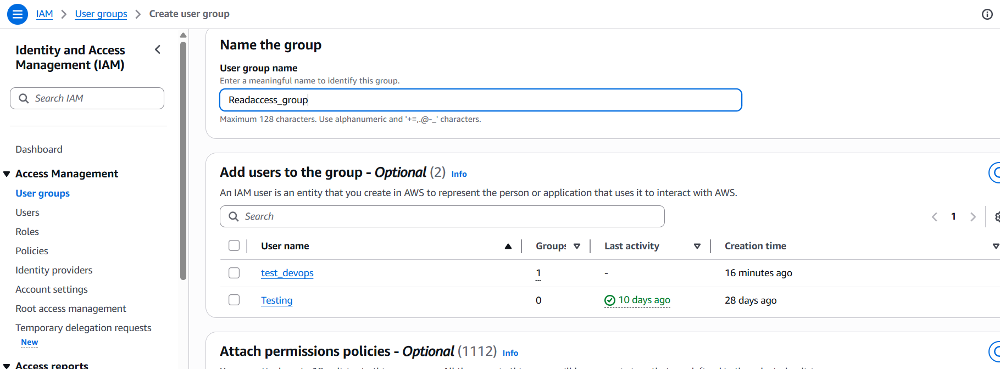 IAM > User groups > Create user group
Identity and Access
Management (IAM)
Search IAM
Dashboard
Access Management
User groups
Users
Roles
Policies
Identity providers
Account settings
Root access management
Temporary delegation requests
New
Access reports
Name the group
User group name
Enter a meaningful name to identify this group.
Readaccess_group
Maximum 128 characters. Use alphanumeric and '+=,.@-_' characters.
Add users to the group - Optional (2) Info
An IAM user is an entity that you create in AWS to represent the person or application that uses it to interact with AWS.
Search
1
User name Groups Last activity Creation time
test_devops 1 - 16 minutes ago
Testing 0 10 days ago 28 days ago
Attach permissions policies - Optional (1112) Info